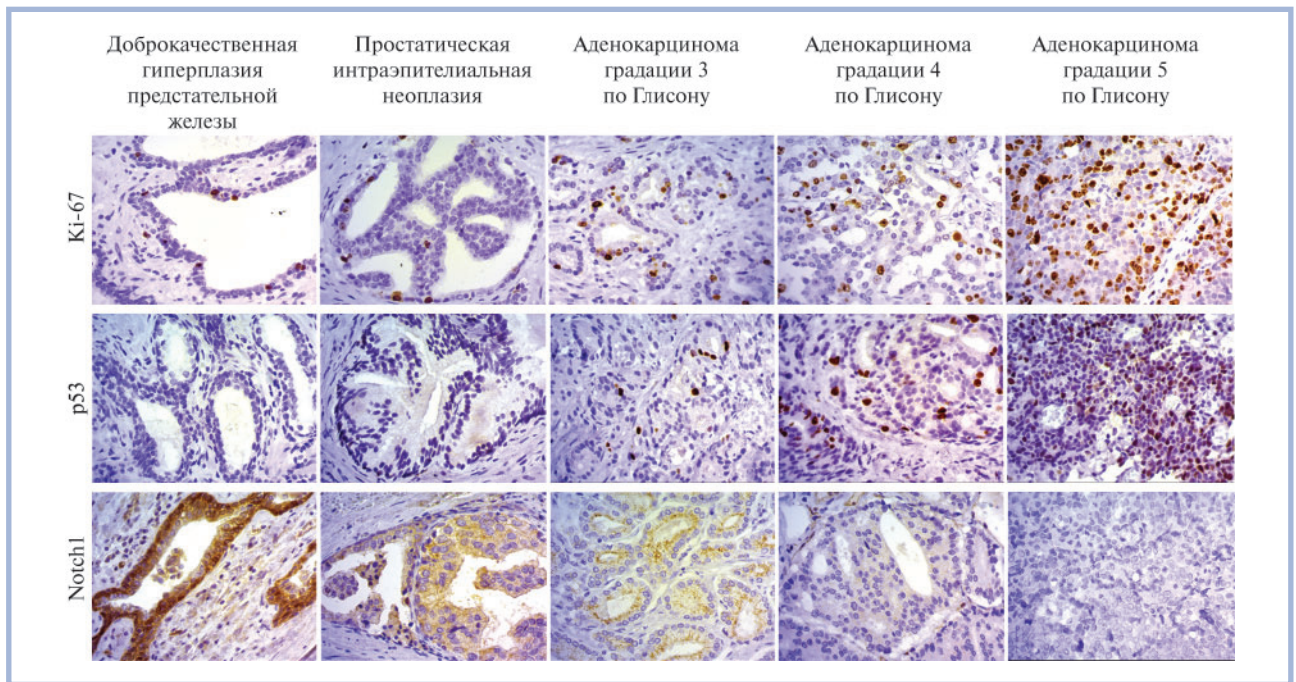 Доброкачественная
гиперплазия
предстательной
железы
Простатическая
интраэпителиальная
неоплазия
Аденокарцинома
градации 3
по Глисону
Аденокарцинома
градации 4
по Глисону
Аденокарцинома
градации 5
по Глисону
Ki-67
p53
Notch1